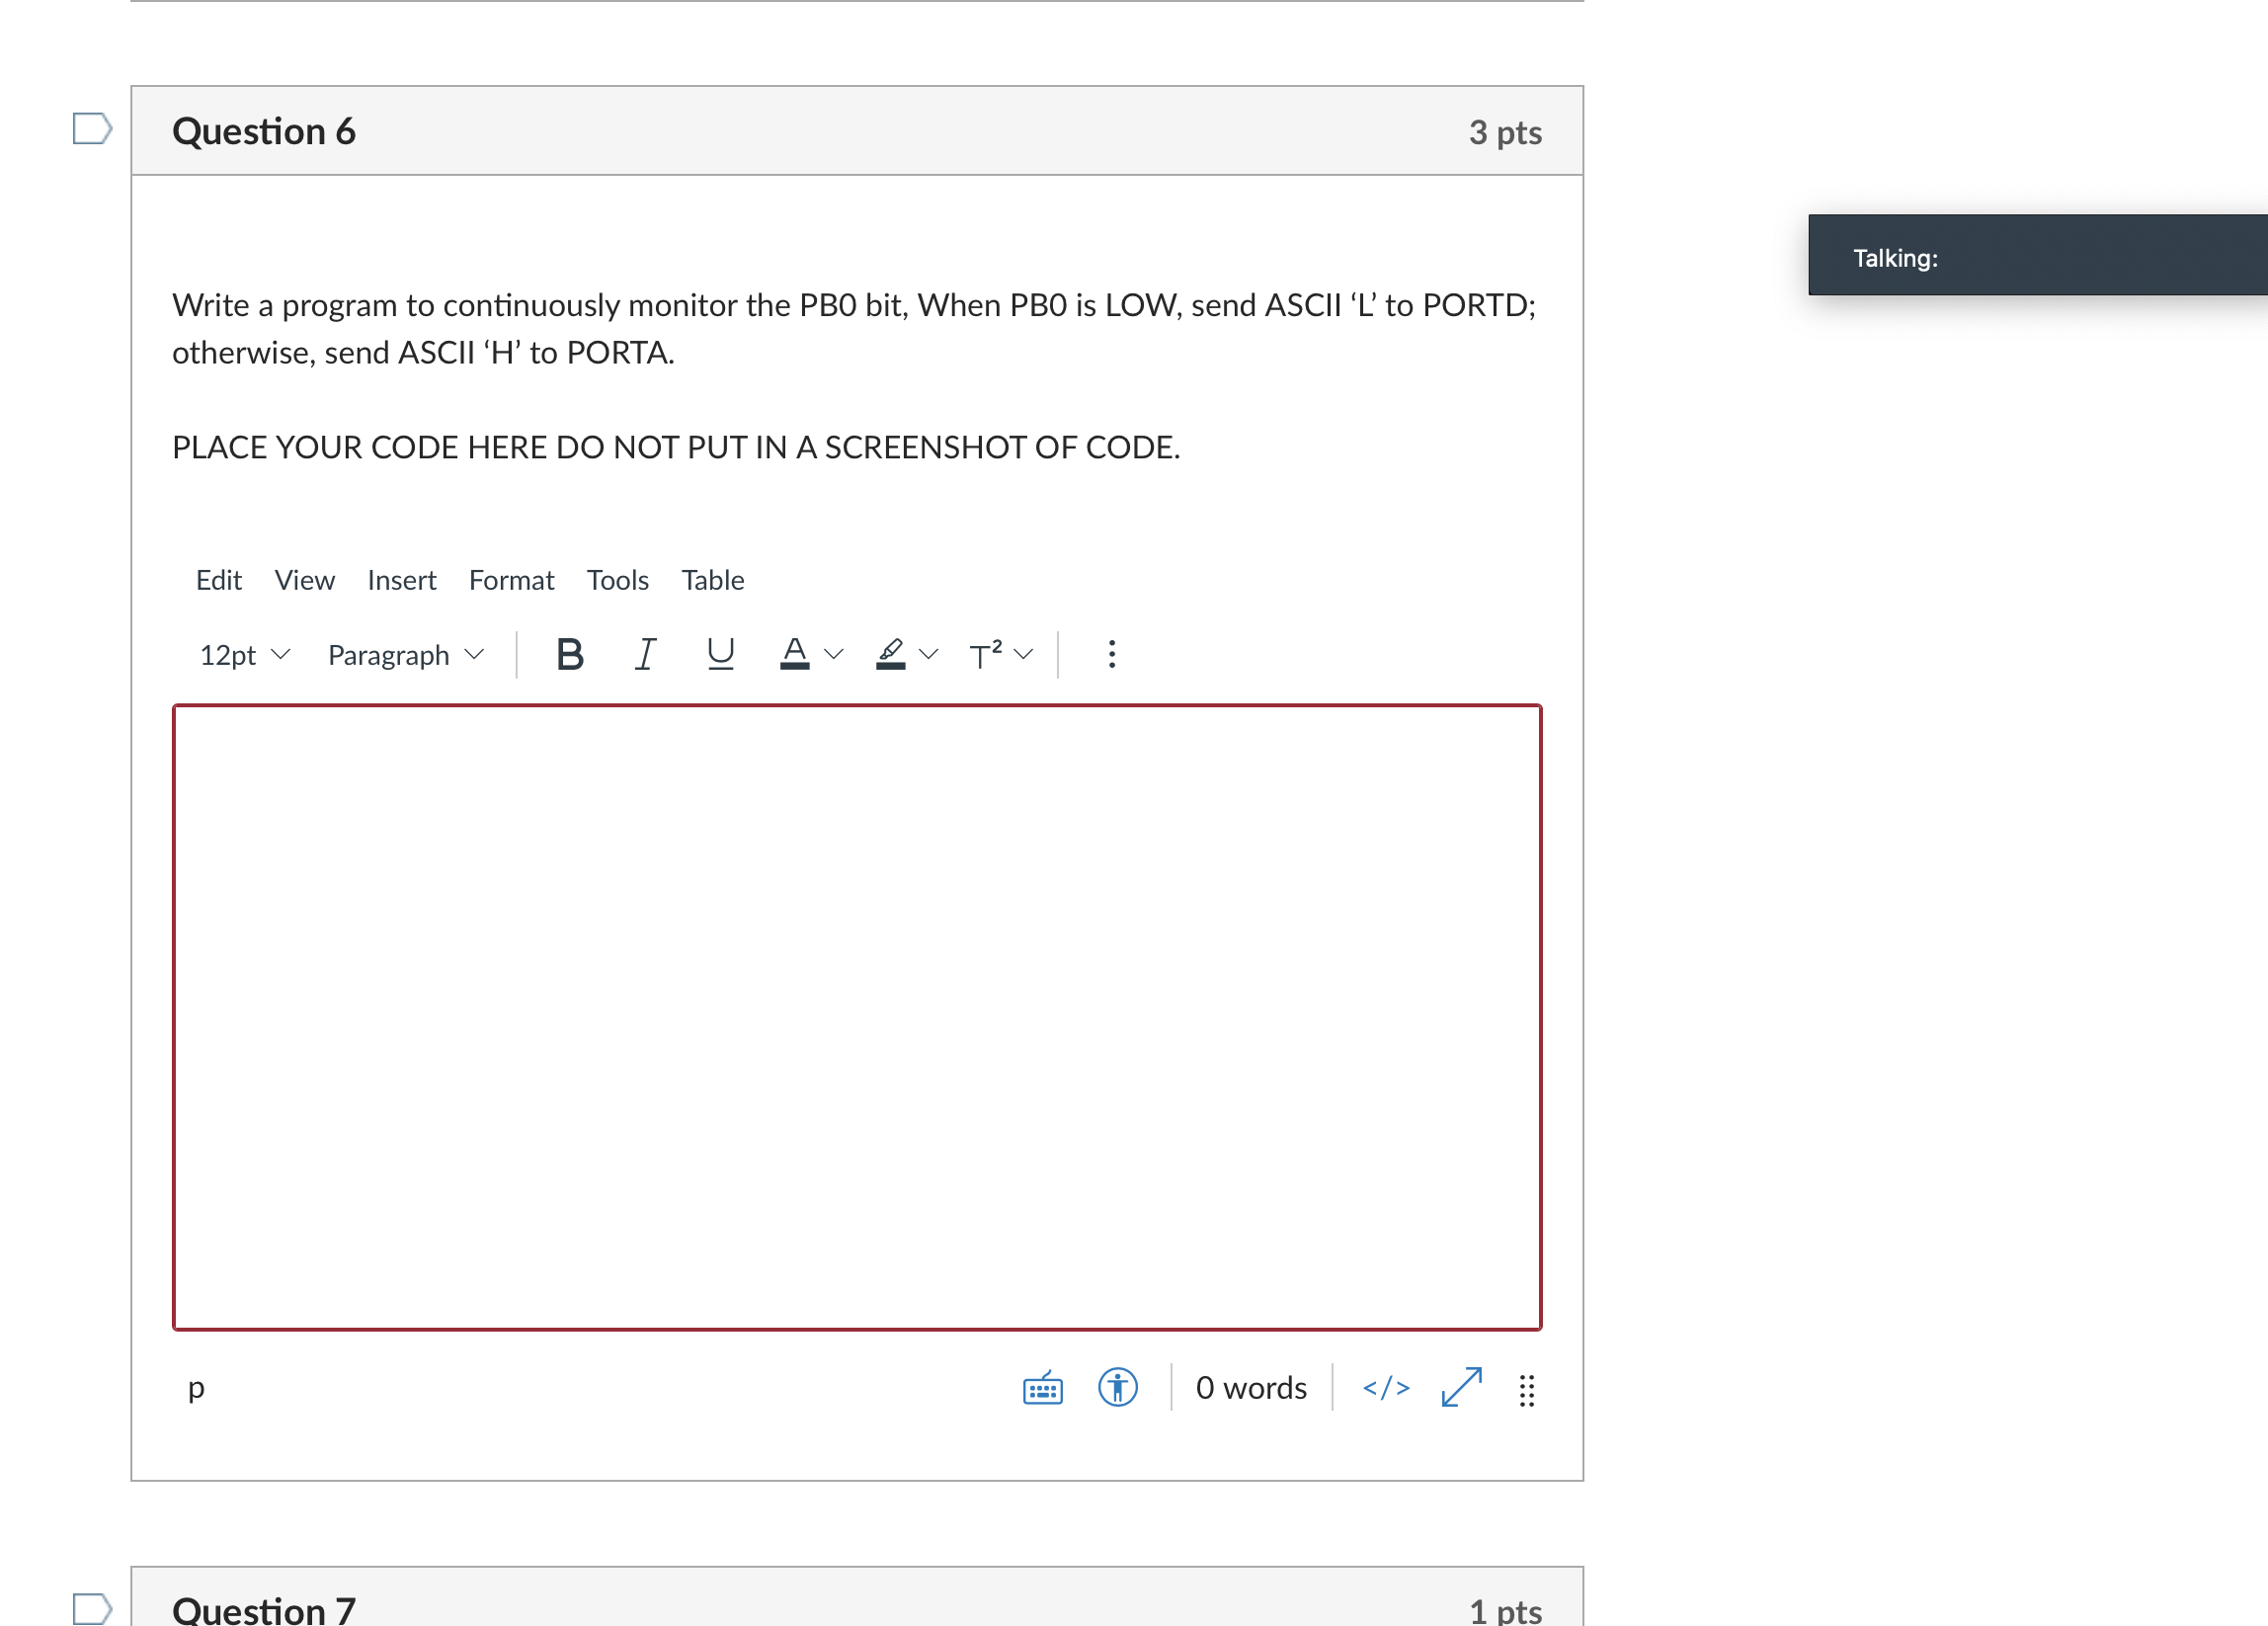 Question 6
3 pts
Talking:
Write a program to continuously monitor the PB0 bit, When PB0 is LOW, send ASCII ‘L’ to PORTD;
otherwise, send ASCII ‘H’ to PORTA.
PLACE YOUR CODE HERE DO NOT PUT IN A SCREENSHOT OF CODE.
Edit View Insert Format Tools Table
12pt Paragraph B I U A T²
p
0 words </>
Question 7
1 pts